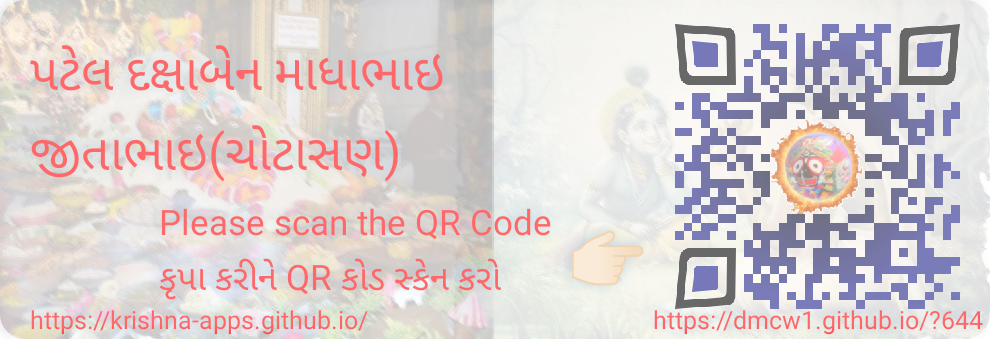 પટેલ દક્ષાબેન માધાભાઇ
જીતાભાઇ(ચોટાસણ)
Please scan the QR Code
કૃપા કરીને QR કોડ સ્કેન કરો
https://krishna-apps.github.io/
https://dmcw1.github.io/?644